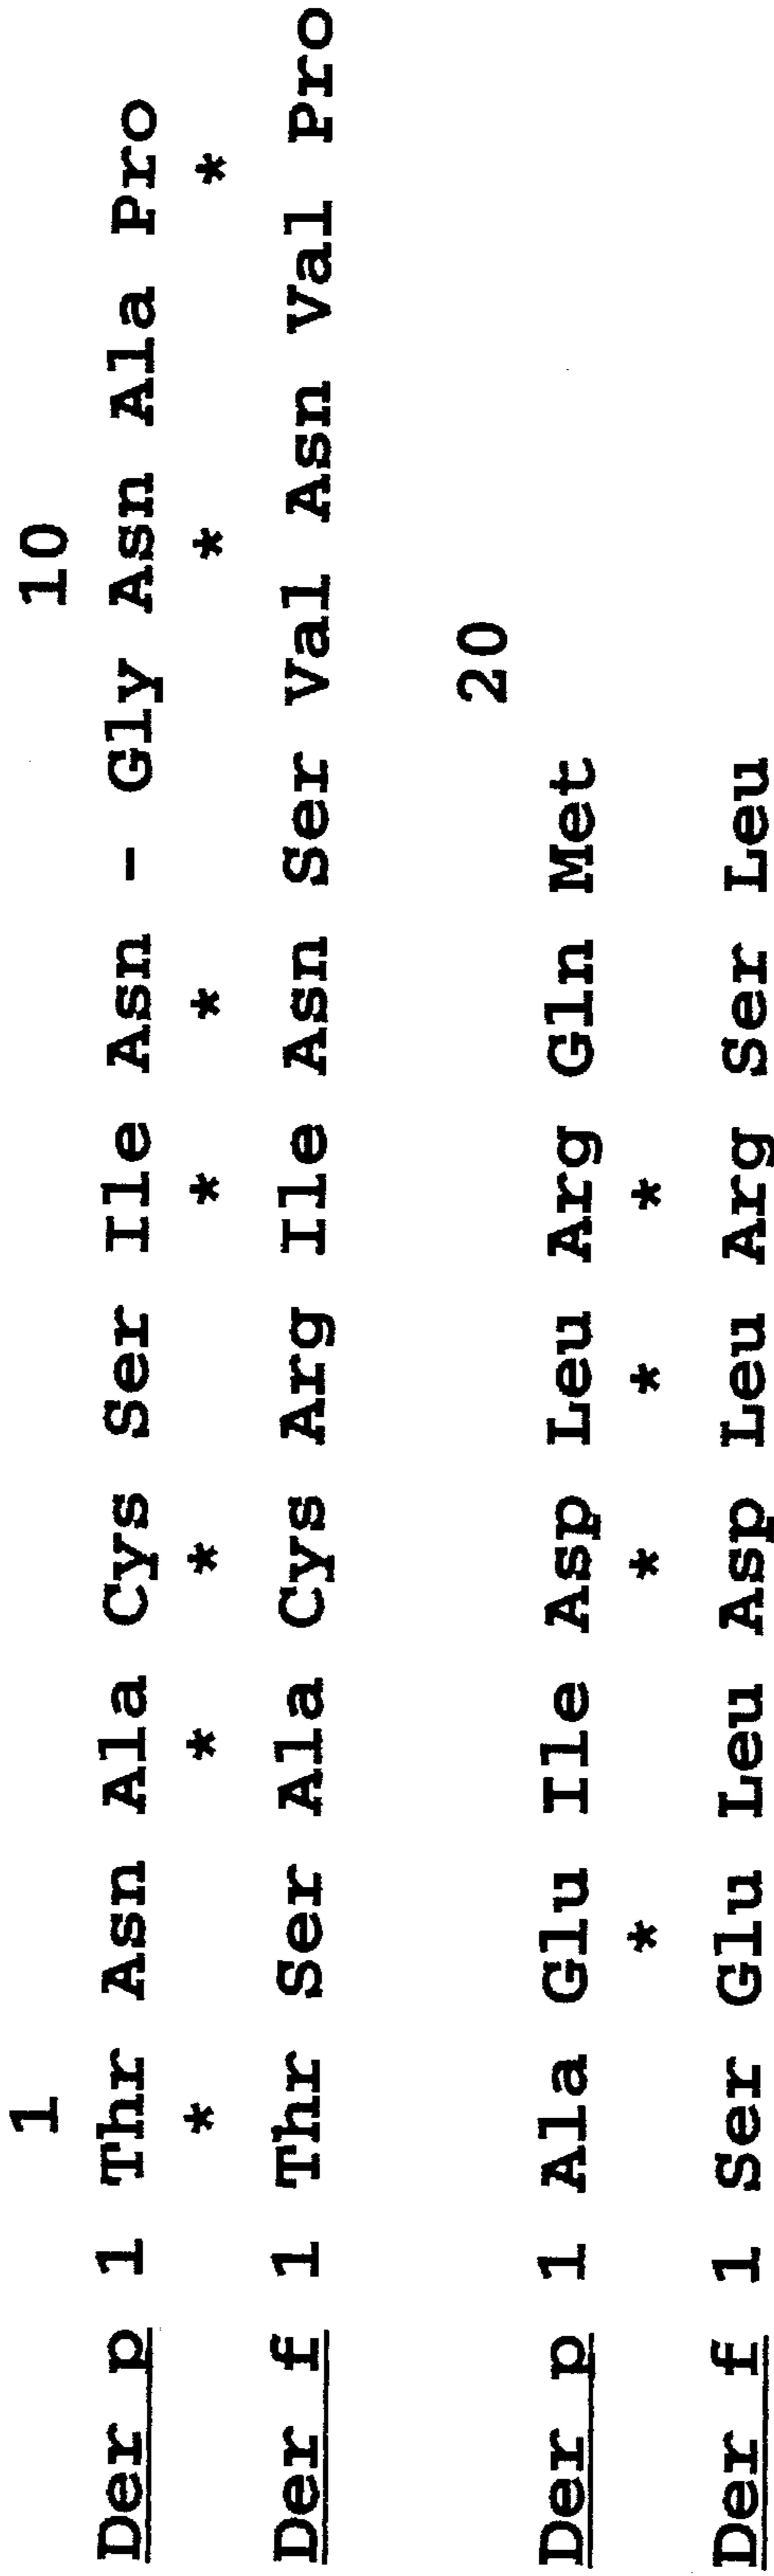 1 10
Der p 1 Thr Asn Ala Cys Ser Ile Asn - Gly Asn Ala Pro
* * * * * * *
Der f 1 Thr Ser Ala Cys Arg Ile Asn Ser Val Asn Val Pro
20
Der p 1 Ala Glu Ile Asp Leu Arg Gln Met
* * * *
Der f 1 Ser Glu Leu Asp Leu Arg Ser Leu